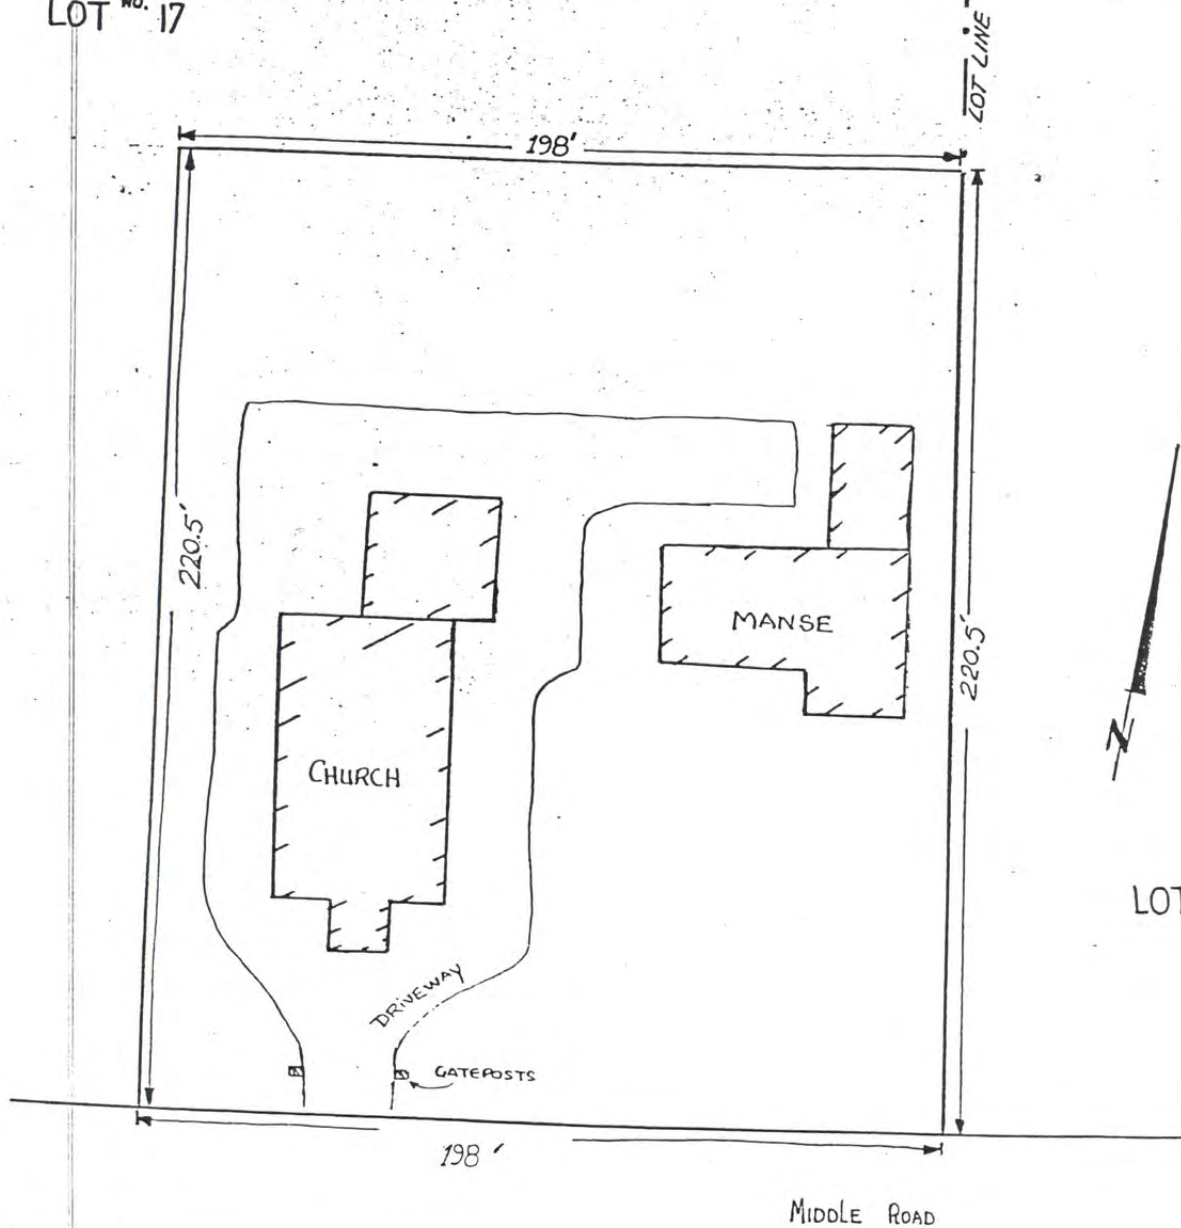 LOT No. 17
LOT LINE
198'
220.5'
MANSE
220.5'
CHURCH
N
LOT
DRIVEWAY
GATEPOSTS
198'
MIDDLE ROAD